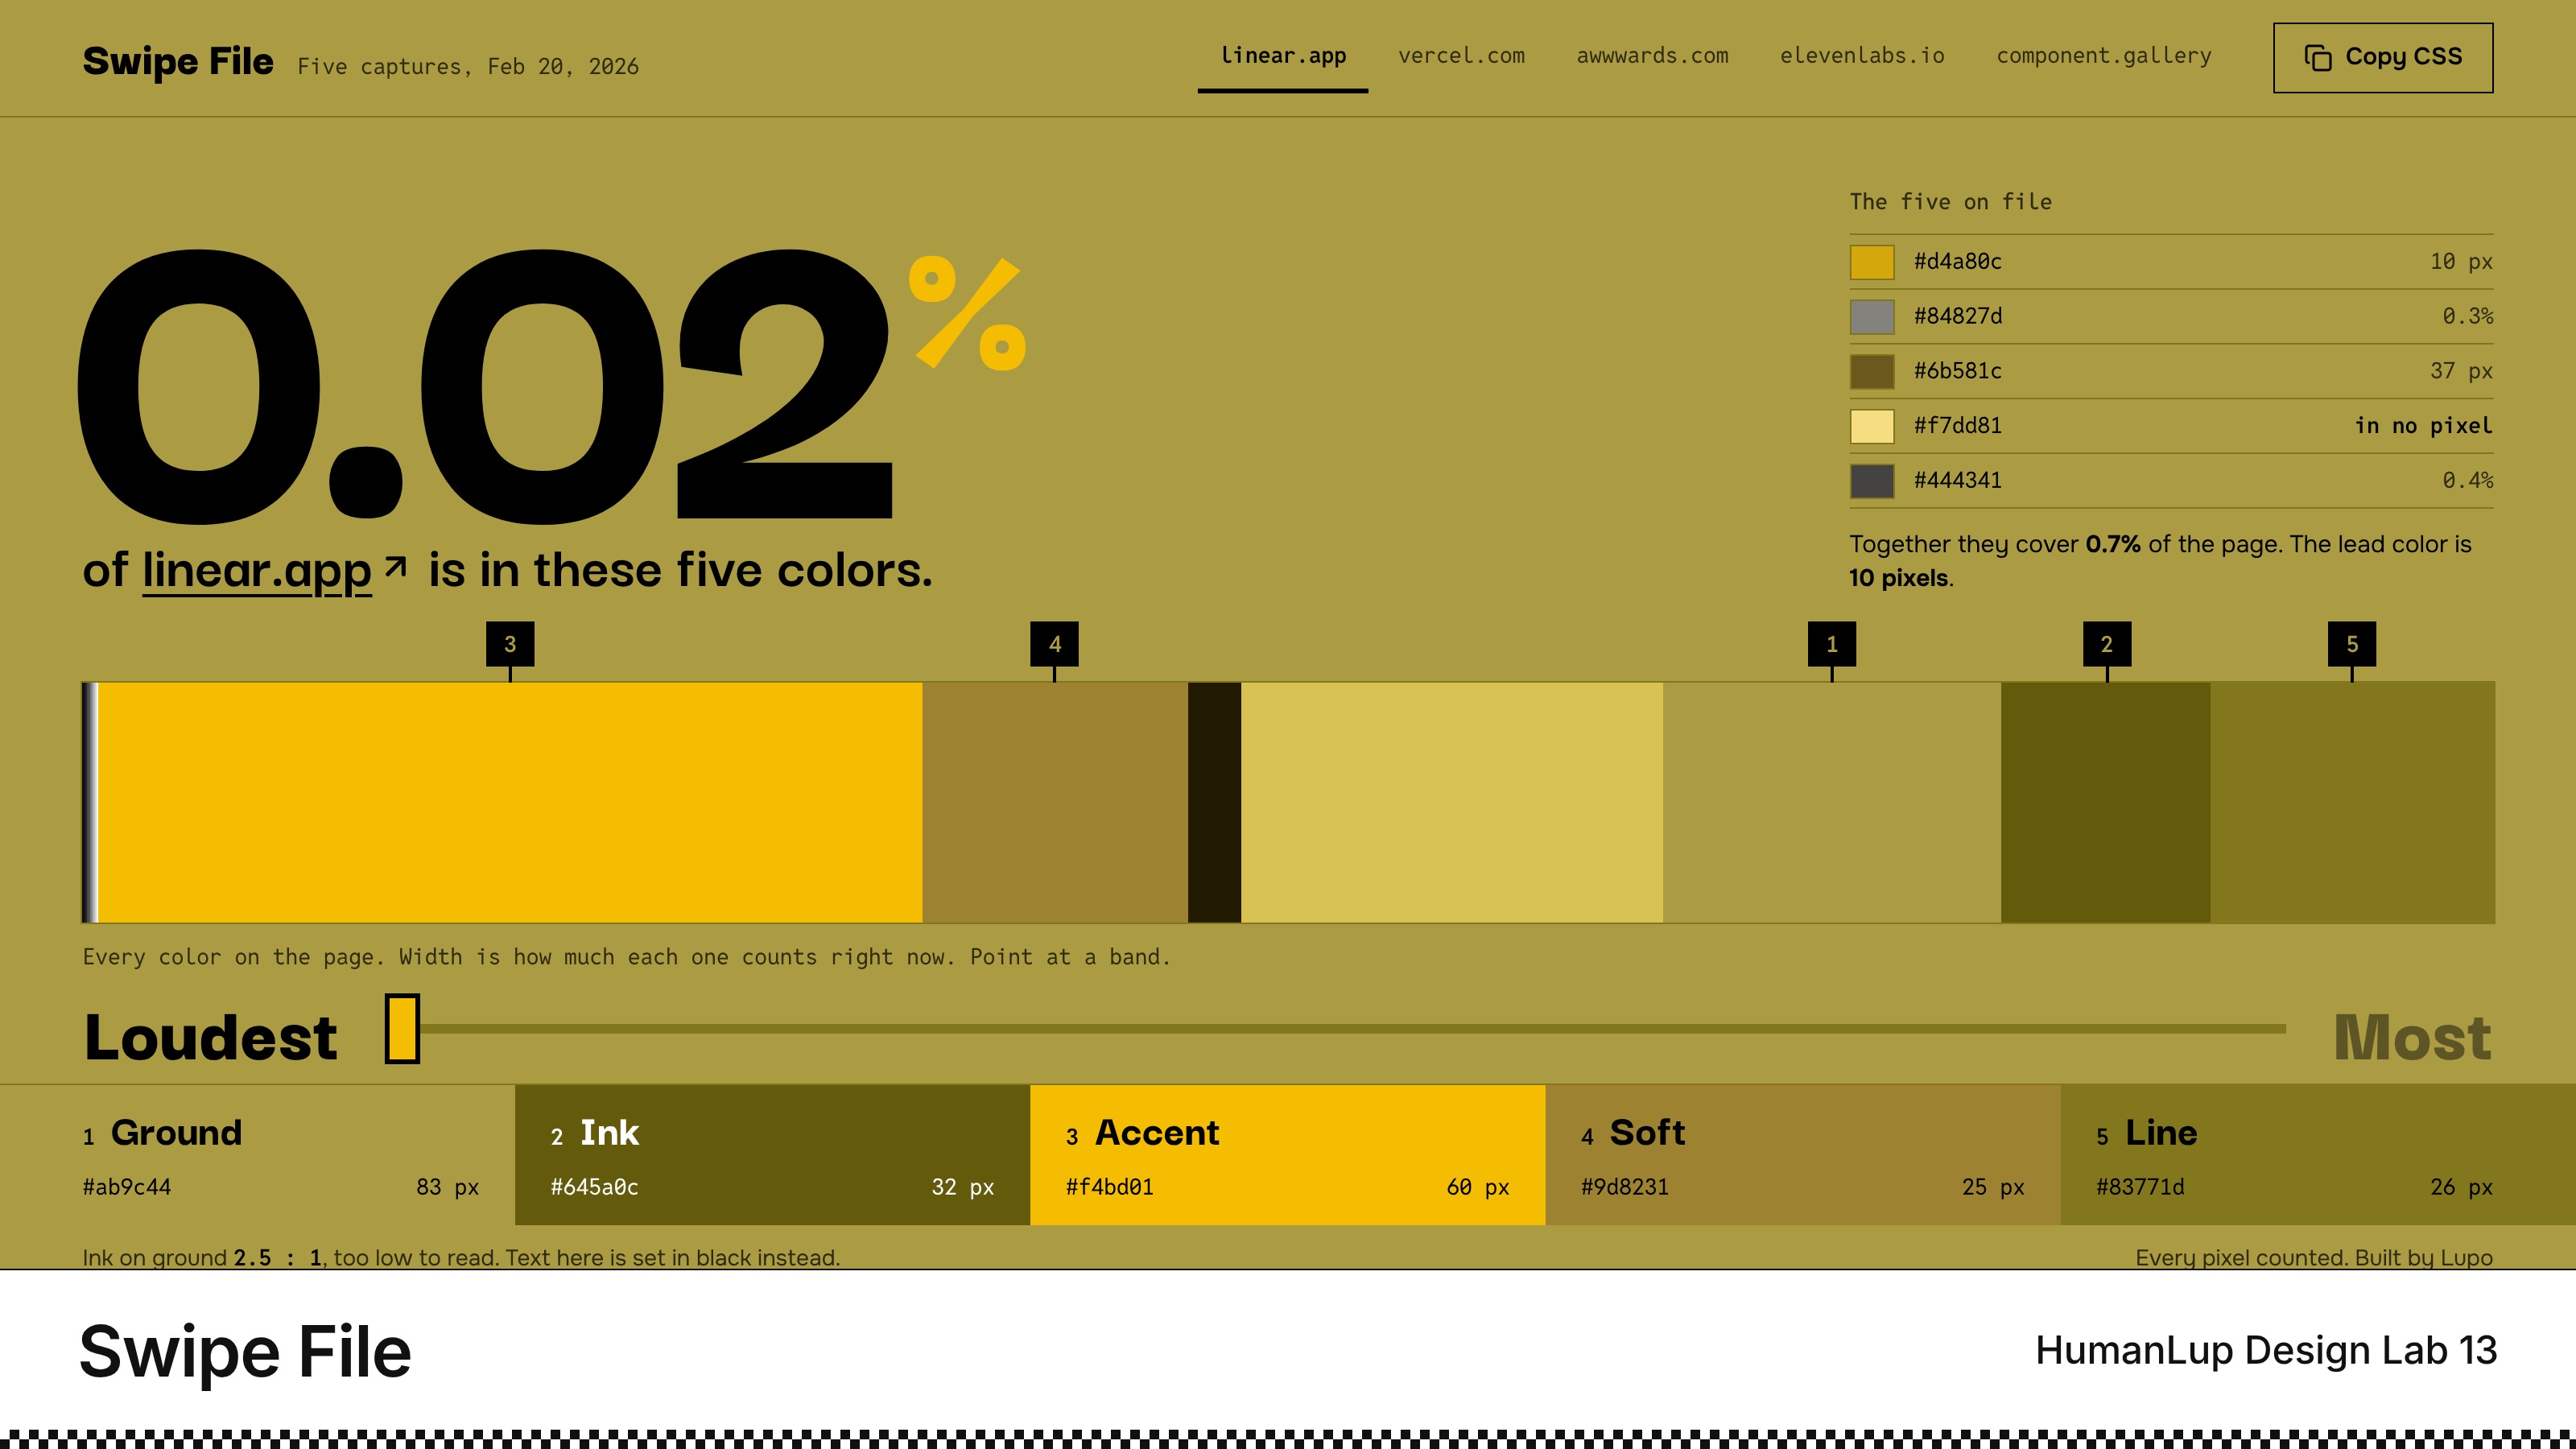 Swipe File Five captures, Feb 20, 2026
linear.app vercel.com awwwards.com elevenlabs.io component.gallery Copy CSS
0.02%
of linear.app ↗ is in these five colors.
The five on file
#d4a80c 10 px
#84827d 0.3%
#6b581c 37 px
#f7dd81 in no pixel
#444341 0.4%
Together they cover 0.7% of the page. The lead color is
10 pixels.
3 4 1 2 5
Every color on the page. Width is how much each one counts right now. Point at a band.
Loudest Most
1 Ground
#ab9c44 83 px
2 Ink
#645a0c 32 px
3 Accent
#f4bd01 60 px
4 Soft
#9d8231 25 px
5 Line
#83771d 26 px
Ink on ground 2.5 : 1, too low to read. Text here is set in black instead.
Every pixel counted. Built by Lupo
Swipe File
HumanLup Design Lab 13